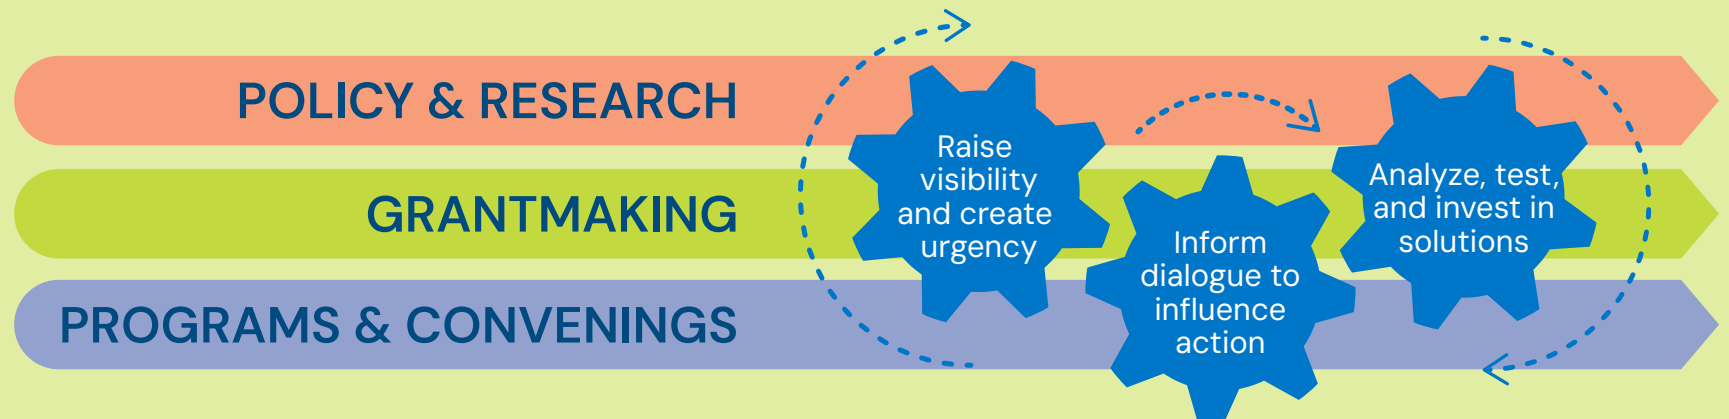 POLICY & RESEARCH
GRANTMAKING
PROGRAMS & CONVENINGS
Raise
visibility
and create
urgency
Inform
dialogue to
influence
action
Analyze, test,
and invest in
solutions